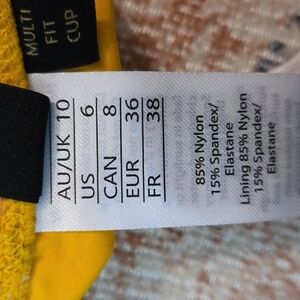 MULTI
FIT
CUP
AU/UK 10
US 6
CAN 8
EUR 36
FR 38
85% Nylon
15% Spandex/
Elastane
Lining 85% Nylon
15% Spandex/
Elastane